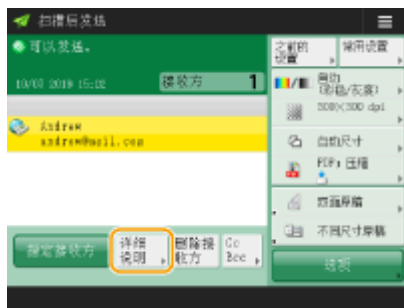 扫描后发送
可以发送。
之前的
设置
常用设置
10/07 2019 15:02
接收方
1
自动
(彩色/灰度)
300×300 dpi
Andrew
andrew@mail.com
自动尺寸
PDF; 压缩
双面原稿
不同尺寸原稿
指定接收方
详细
说明
删除接
收方
Cc
Bcc
选项